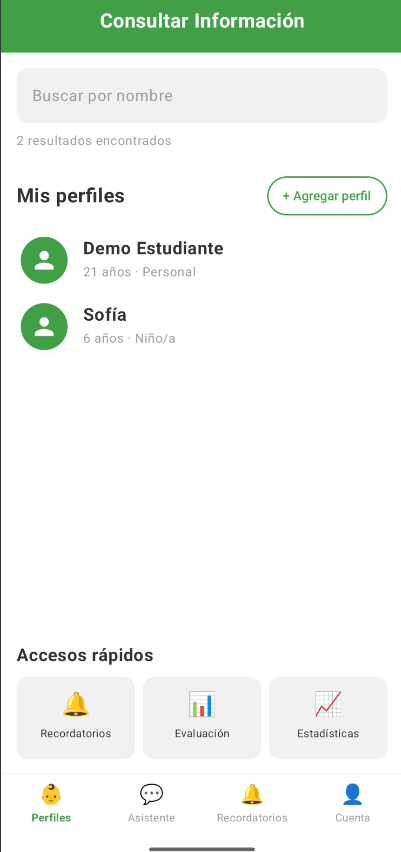 Consultar Información
Buscar por nombre
2 resultados encontrados
Mis perfiles
+ Agregar perfil
Demo Estudiante
21 años · Personal
Sofía
6 años · Niño/a
Accesos rápidos
Recordatorios
Evaluación
Estadísticas
Perfiles
Asistente
Recordatorios
Cuenta